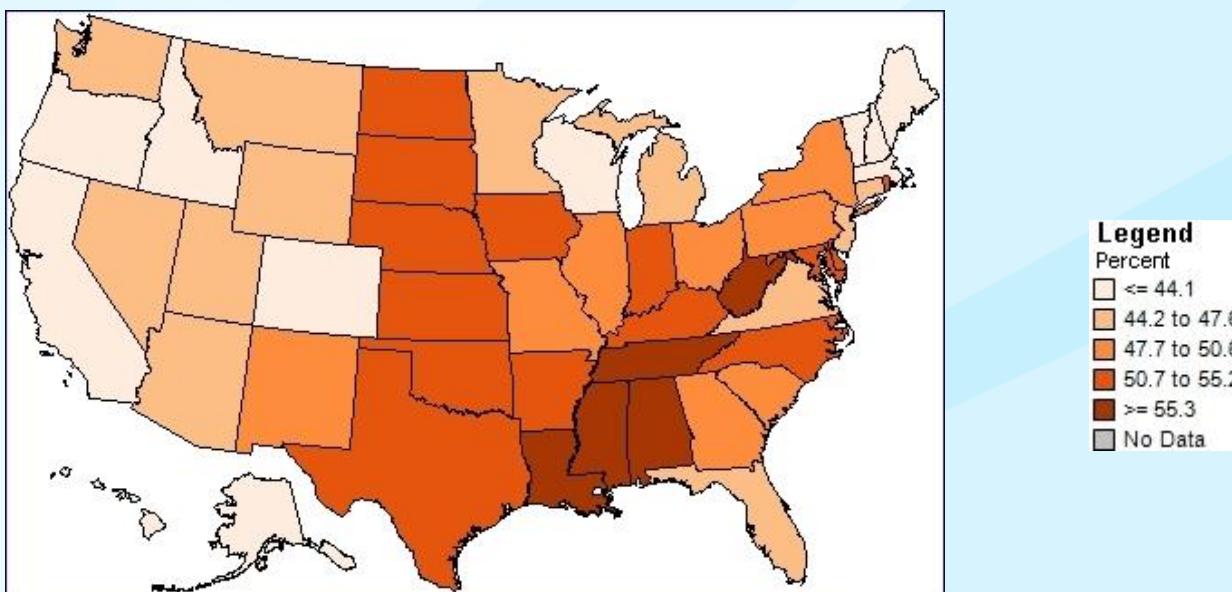 Legend
Percent
<= 44.1
44.2 to 47.6
47.7 to 50.6
50.7 to 55.2
>= 55.3
No Data